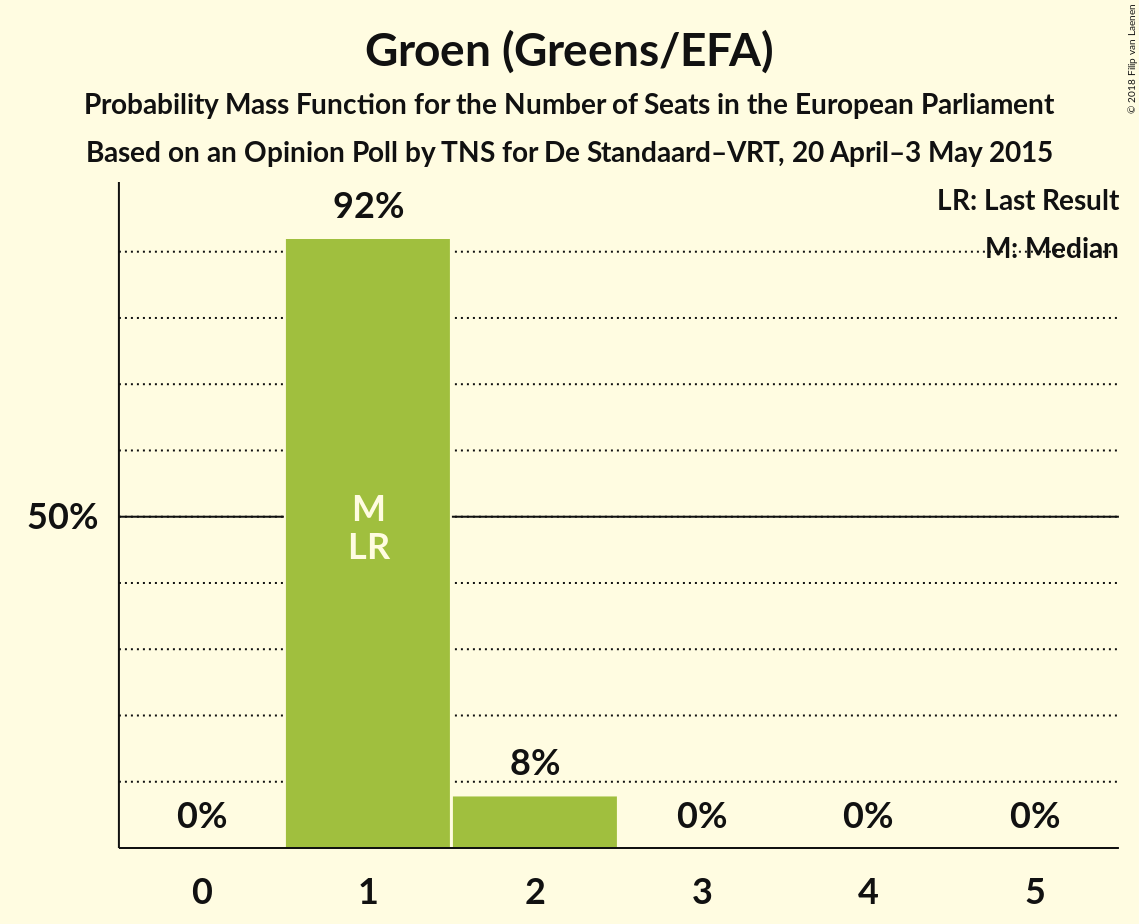 Groen (Greens/EFA)
Probability Mass Function for the Number of Seats in the European Parliament
Based on an Opinion Poll by TNS for De Standaard–VRT, 20 April–3 May 2015
© 2018 Filip van Laenen
LR: Last Result
M: Median
92%
50%
M
LR
8%
0%
0%
0%
0%
0 1 2 3 4 5